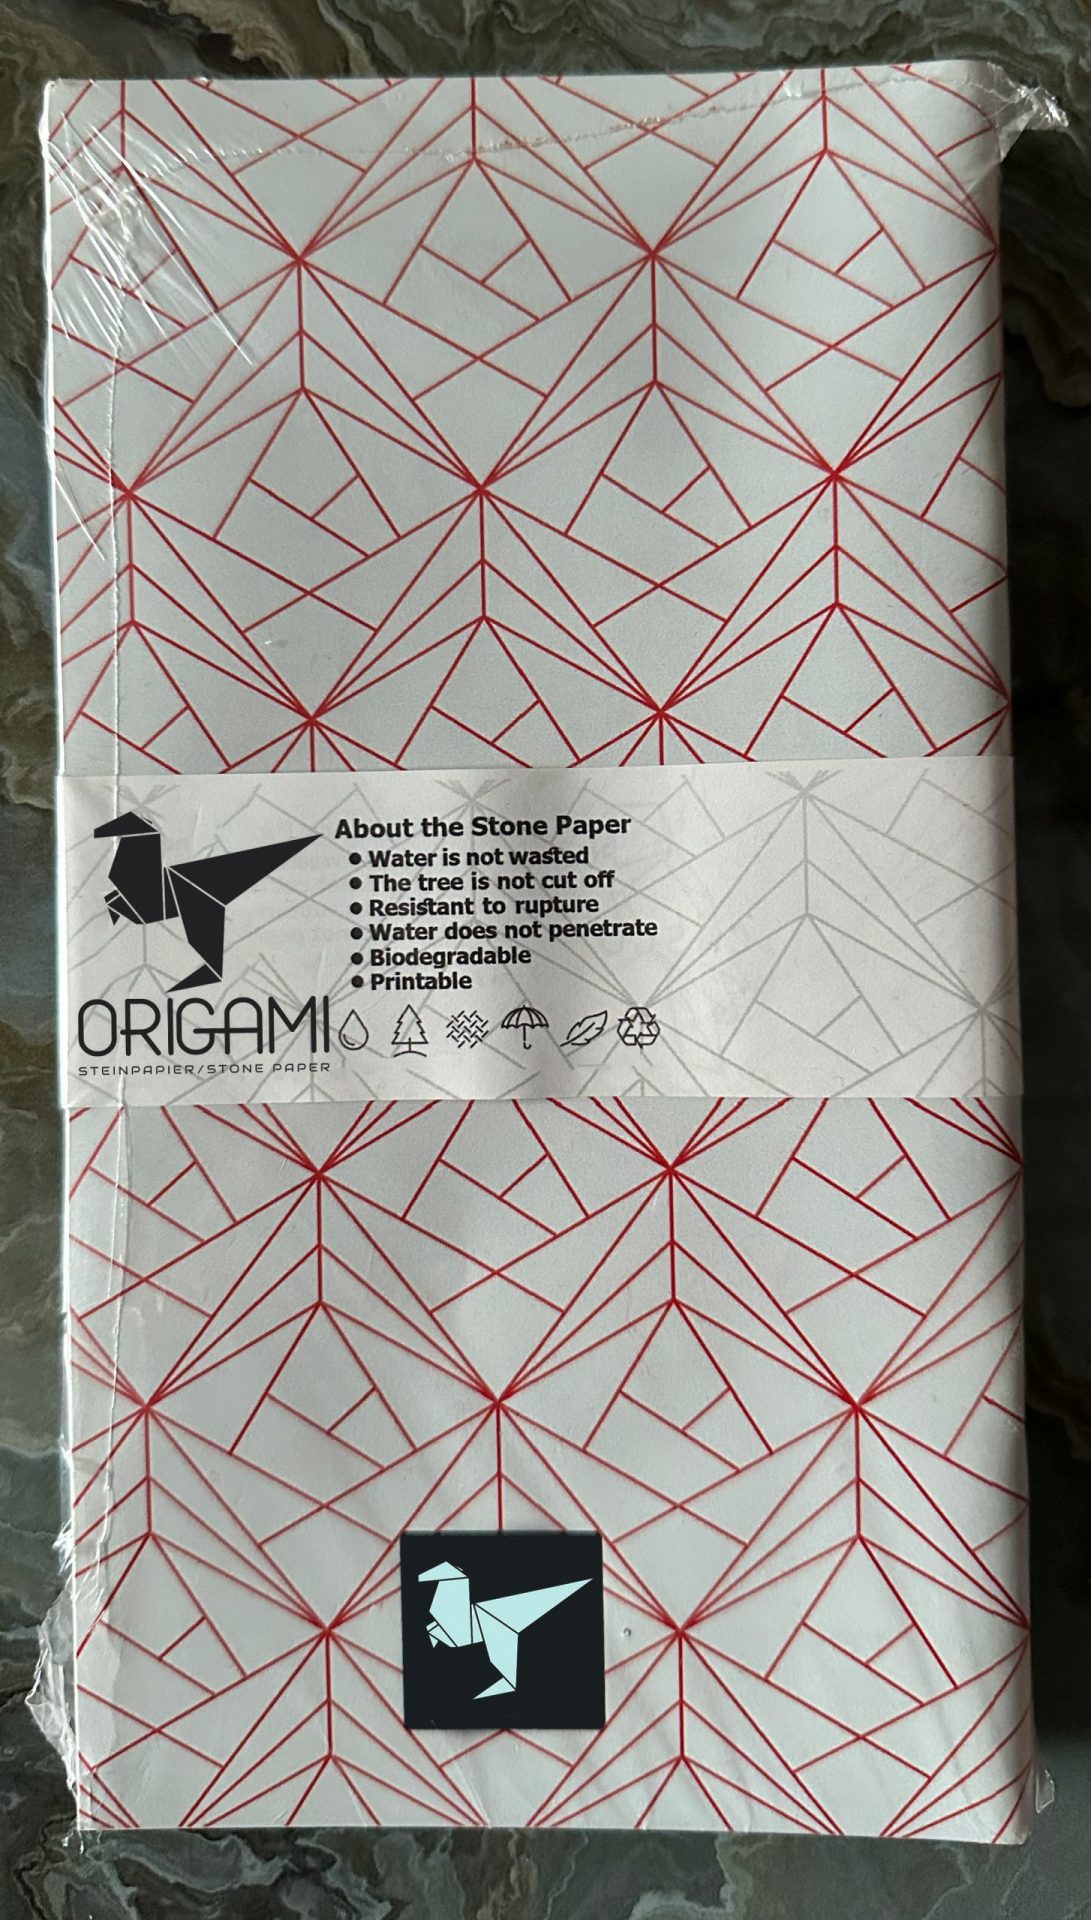 About the Stone Paper
● Water is not wasted
● The tree is not cut off
● Resistant to rupture
● Water does not penetrate
● Biodegradable
● Printable
ORIGAMI
STEINPAPIER/STONE PAPER